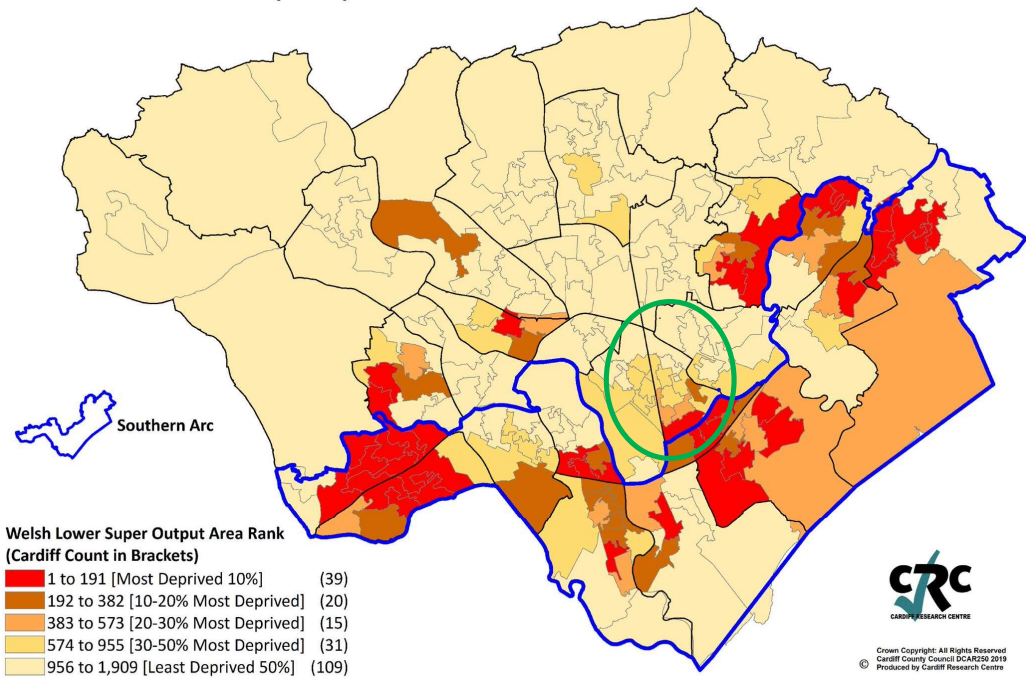 Southern Arc
Welsh Lower Super Output Area Rank
(Cardiff Count in Brackets)
1 to 191 [Most Deprived 10%] (39)
192 to 382 [10-20% Most Deprived] (20)
383 to 573 [20-30% Most Deprived] (15)
574 to 955 [30-50% Most Deprived] (31)
956 to 1,909 [Least Deprived 50%] (109)
CRC
CARDIFF RESEARCH CENTRE
Crown Copyright: All Rights Reserved
Cardiff County Council DCAR250 2019
© Produced by Cardiff Research Centre